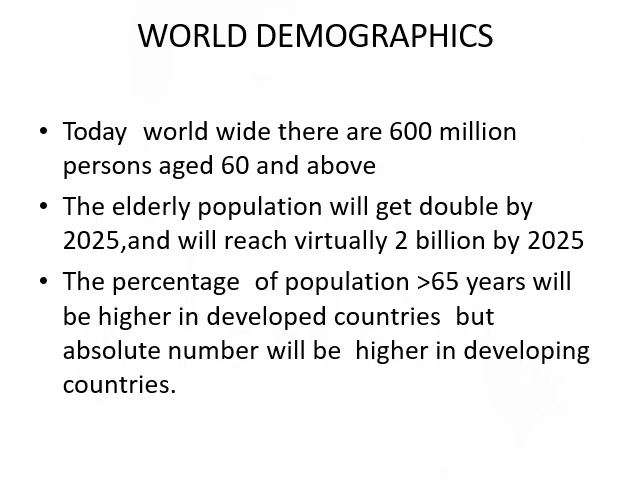 WORLD DEMOGRAPHICS
• Today world wide there are 600 million
persons aged 60 and above
• The elderly population will get double by
2025,and will reach virtually 2 billion by 2025
• The percentage of population >65 years will
be higher in developed countries but
absolute number will be higher in developing
countries.